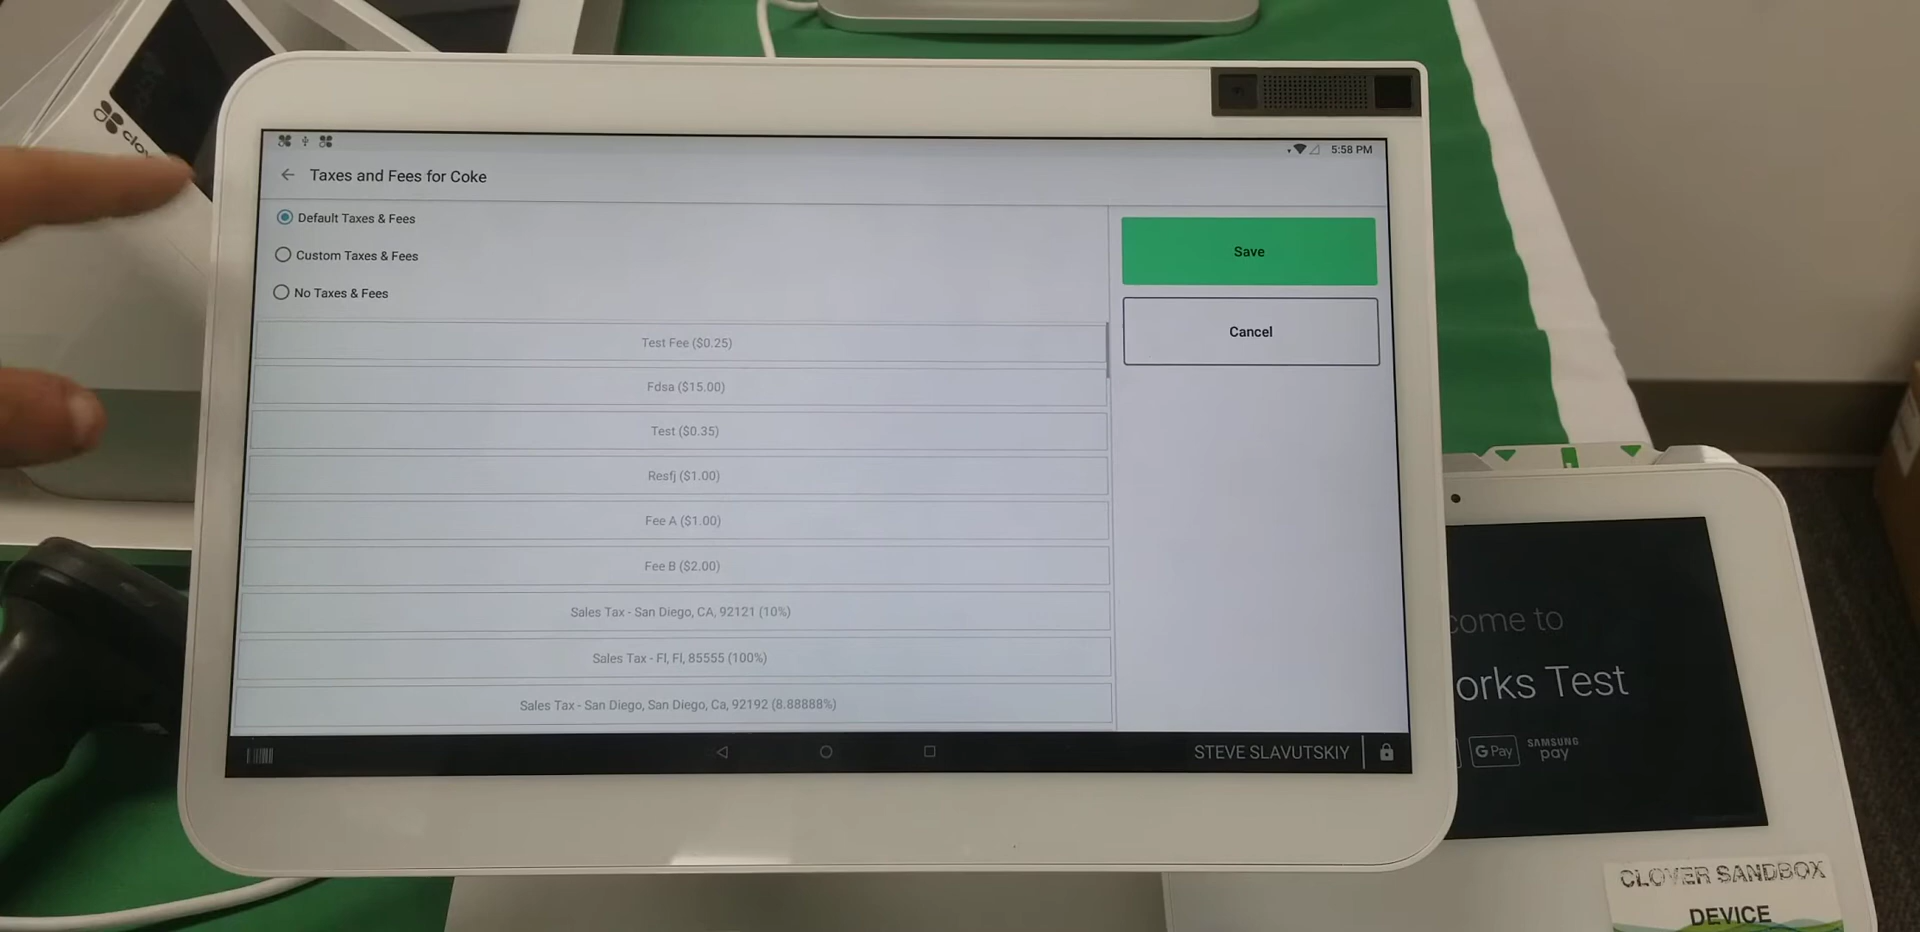 clo
5:58 PM
Taxes and Fees for Coke
Default Taxes & Fees
Custom Taxes & Fees
No Taxes & Fees
Save
Cancel
Test Fee ($0.25)
Fdsa ($15.00)
Test ($0.35)
Resfj ($1.00)
Fee A ($1.00)
Fee B ($2.00)
Sales Tax - San Diego, CA, 92121 (10%)
Sales Tax - Fl, Fl, 85555 (100%)
Sales Tax - San Diego, San Diego, Ca, 92192 (8.88888%)
STEVE SLAVUTSKIY
come to
orks Test
G Pay
SAMSUNG
pay
CLOVER SANDBOX
DEVICE